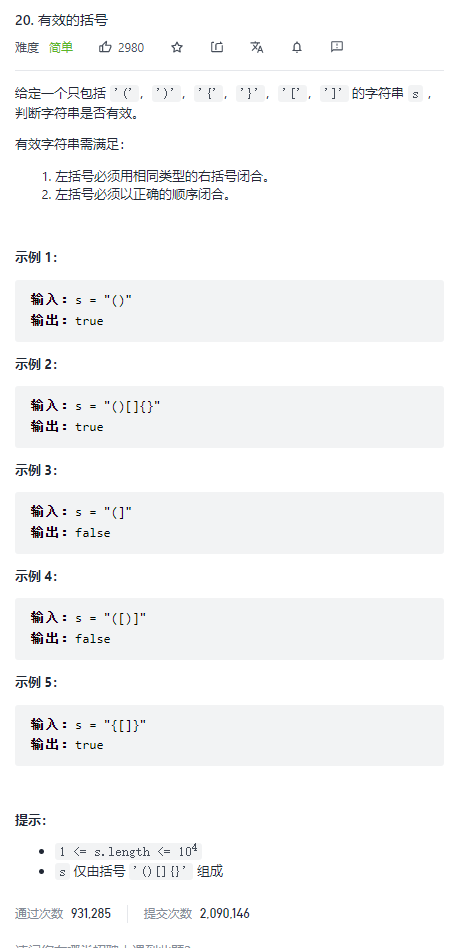 20. 有效的括号
难度 简单 2980
给定一个只包括 '(', ')', '{', '}', '[', ']' 的字符串 s ,
判断字符串是否有效。
有效字符串需满足:
1. 左括号必须用相同类型的右括号闭合。
2. 左括号必须以正确的顺序闭合。
示例 1:
输入: s = "()"
输出: true
示例 2:
输入: s = "()[]{}"
输出: true
示例 3:
输入: s = "(]"
输出: false
示例 4:
输入: s = "([)]"
输出: false
示例 5:
输入: s = "{[]}"
输出: true
提示:
1 <= s.length <= 10⁴
s 仅由括号 '()[]{}' 组成
通过次数 931,285 提交次数 2,090,146